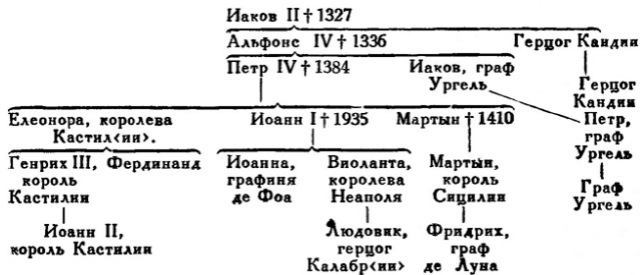 Иаков II † 1327
Альфонс IV † 1336
Герцог Кандии
Петр IV † 1384
Иаков, граф
Ургель
Герцог
Кандии
Елеонора, королева
Кастил<ии>.
Иоанн I † 1935
Мартын † 1410
Петр,
граф
Ургель
Генрих III, Фердинанд
король
Кастилии
Иоанна,
графиня
де Фоа
Виоланта,
королева
Неаполя
Мартын,
король
Сицилии
Граф
Ургель
Иоанн II,
король Кастилии
Людовик,
герцог
Калабр<ии>
Фридрих,
граф
де Луна